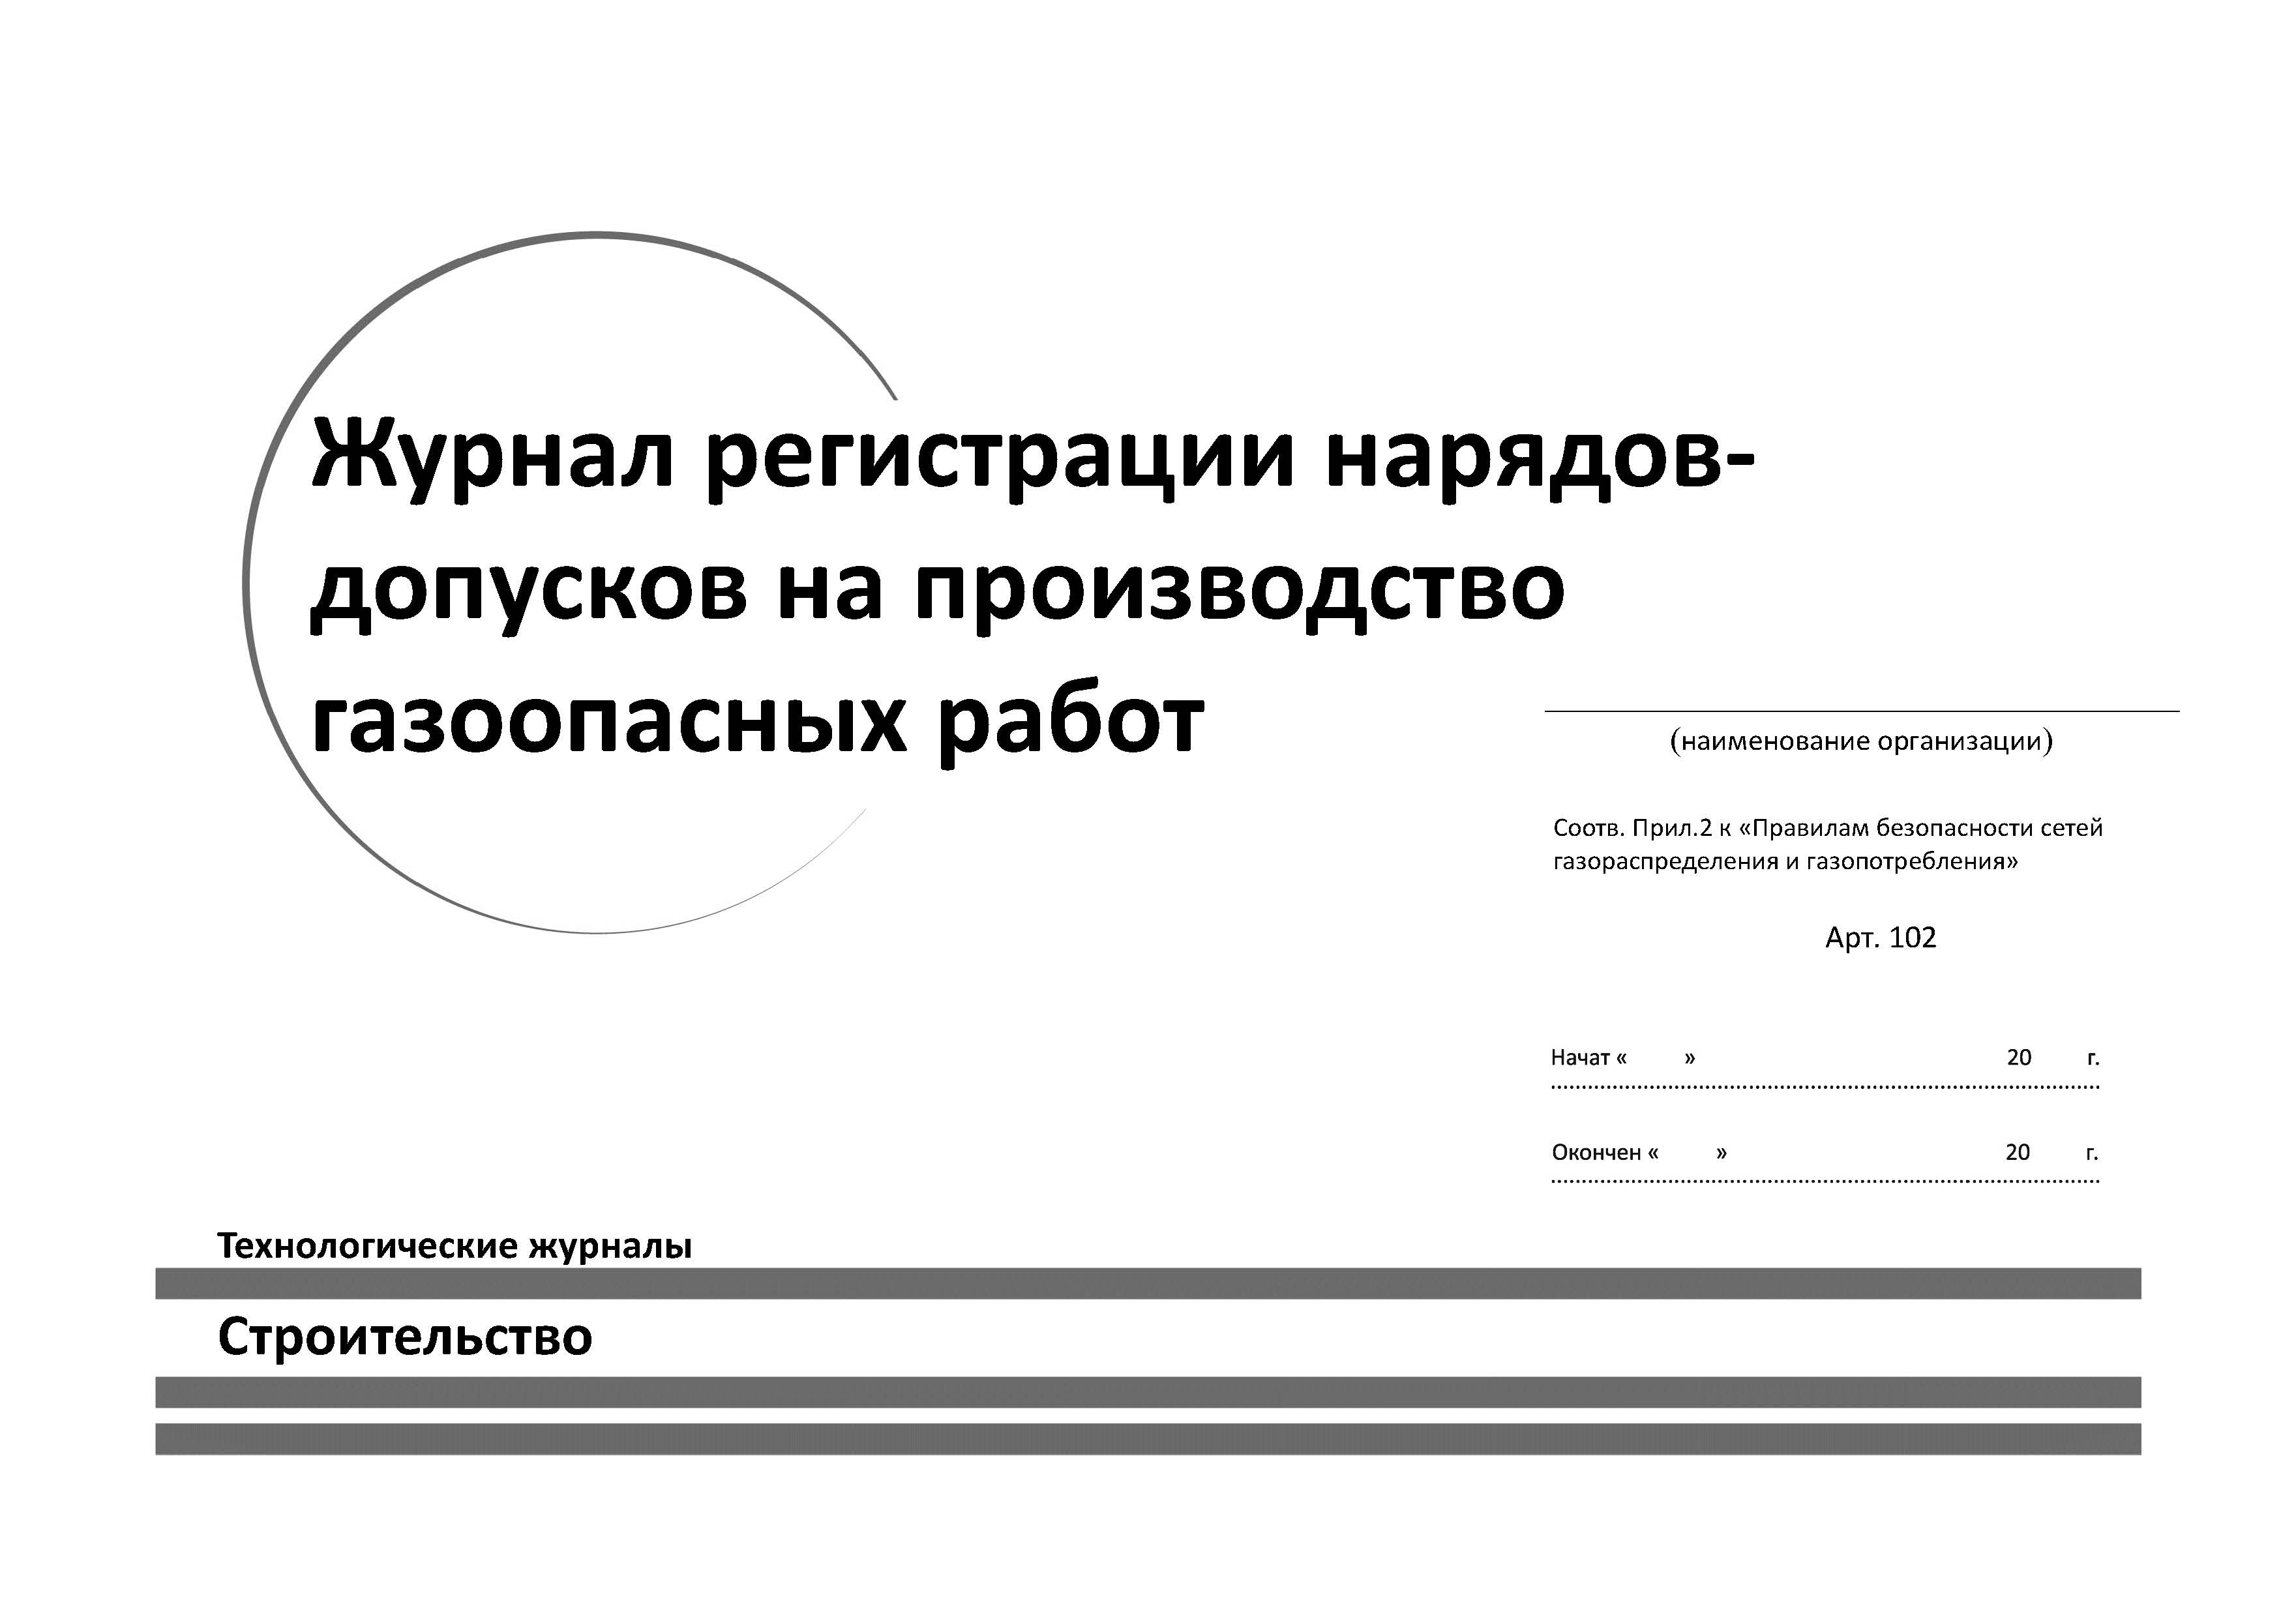 Журнал регистрации нарядов-
допусков на производство
газоопасных работ
(наименование организации)
Соотв. Прил.2 к «Правилам безопасности сетей
газораспределения и газопотребления»
Арт. 102
Начат « » 20 г.
Окончен « » 20 г.
Технологические журналы
Строительство